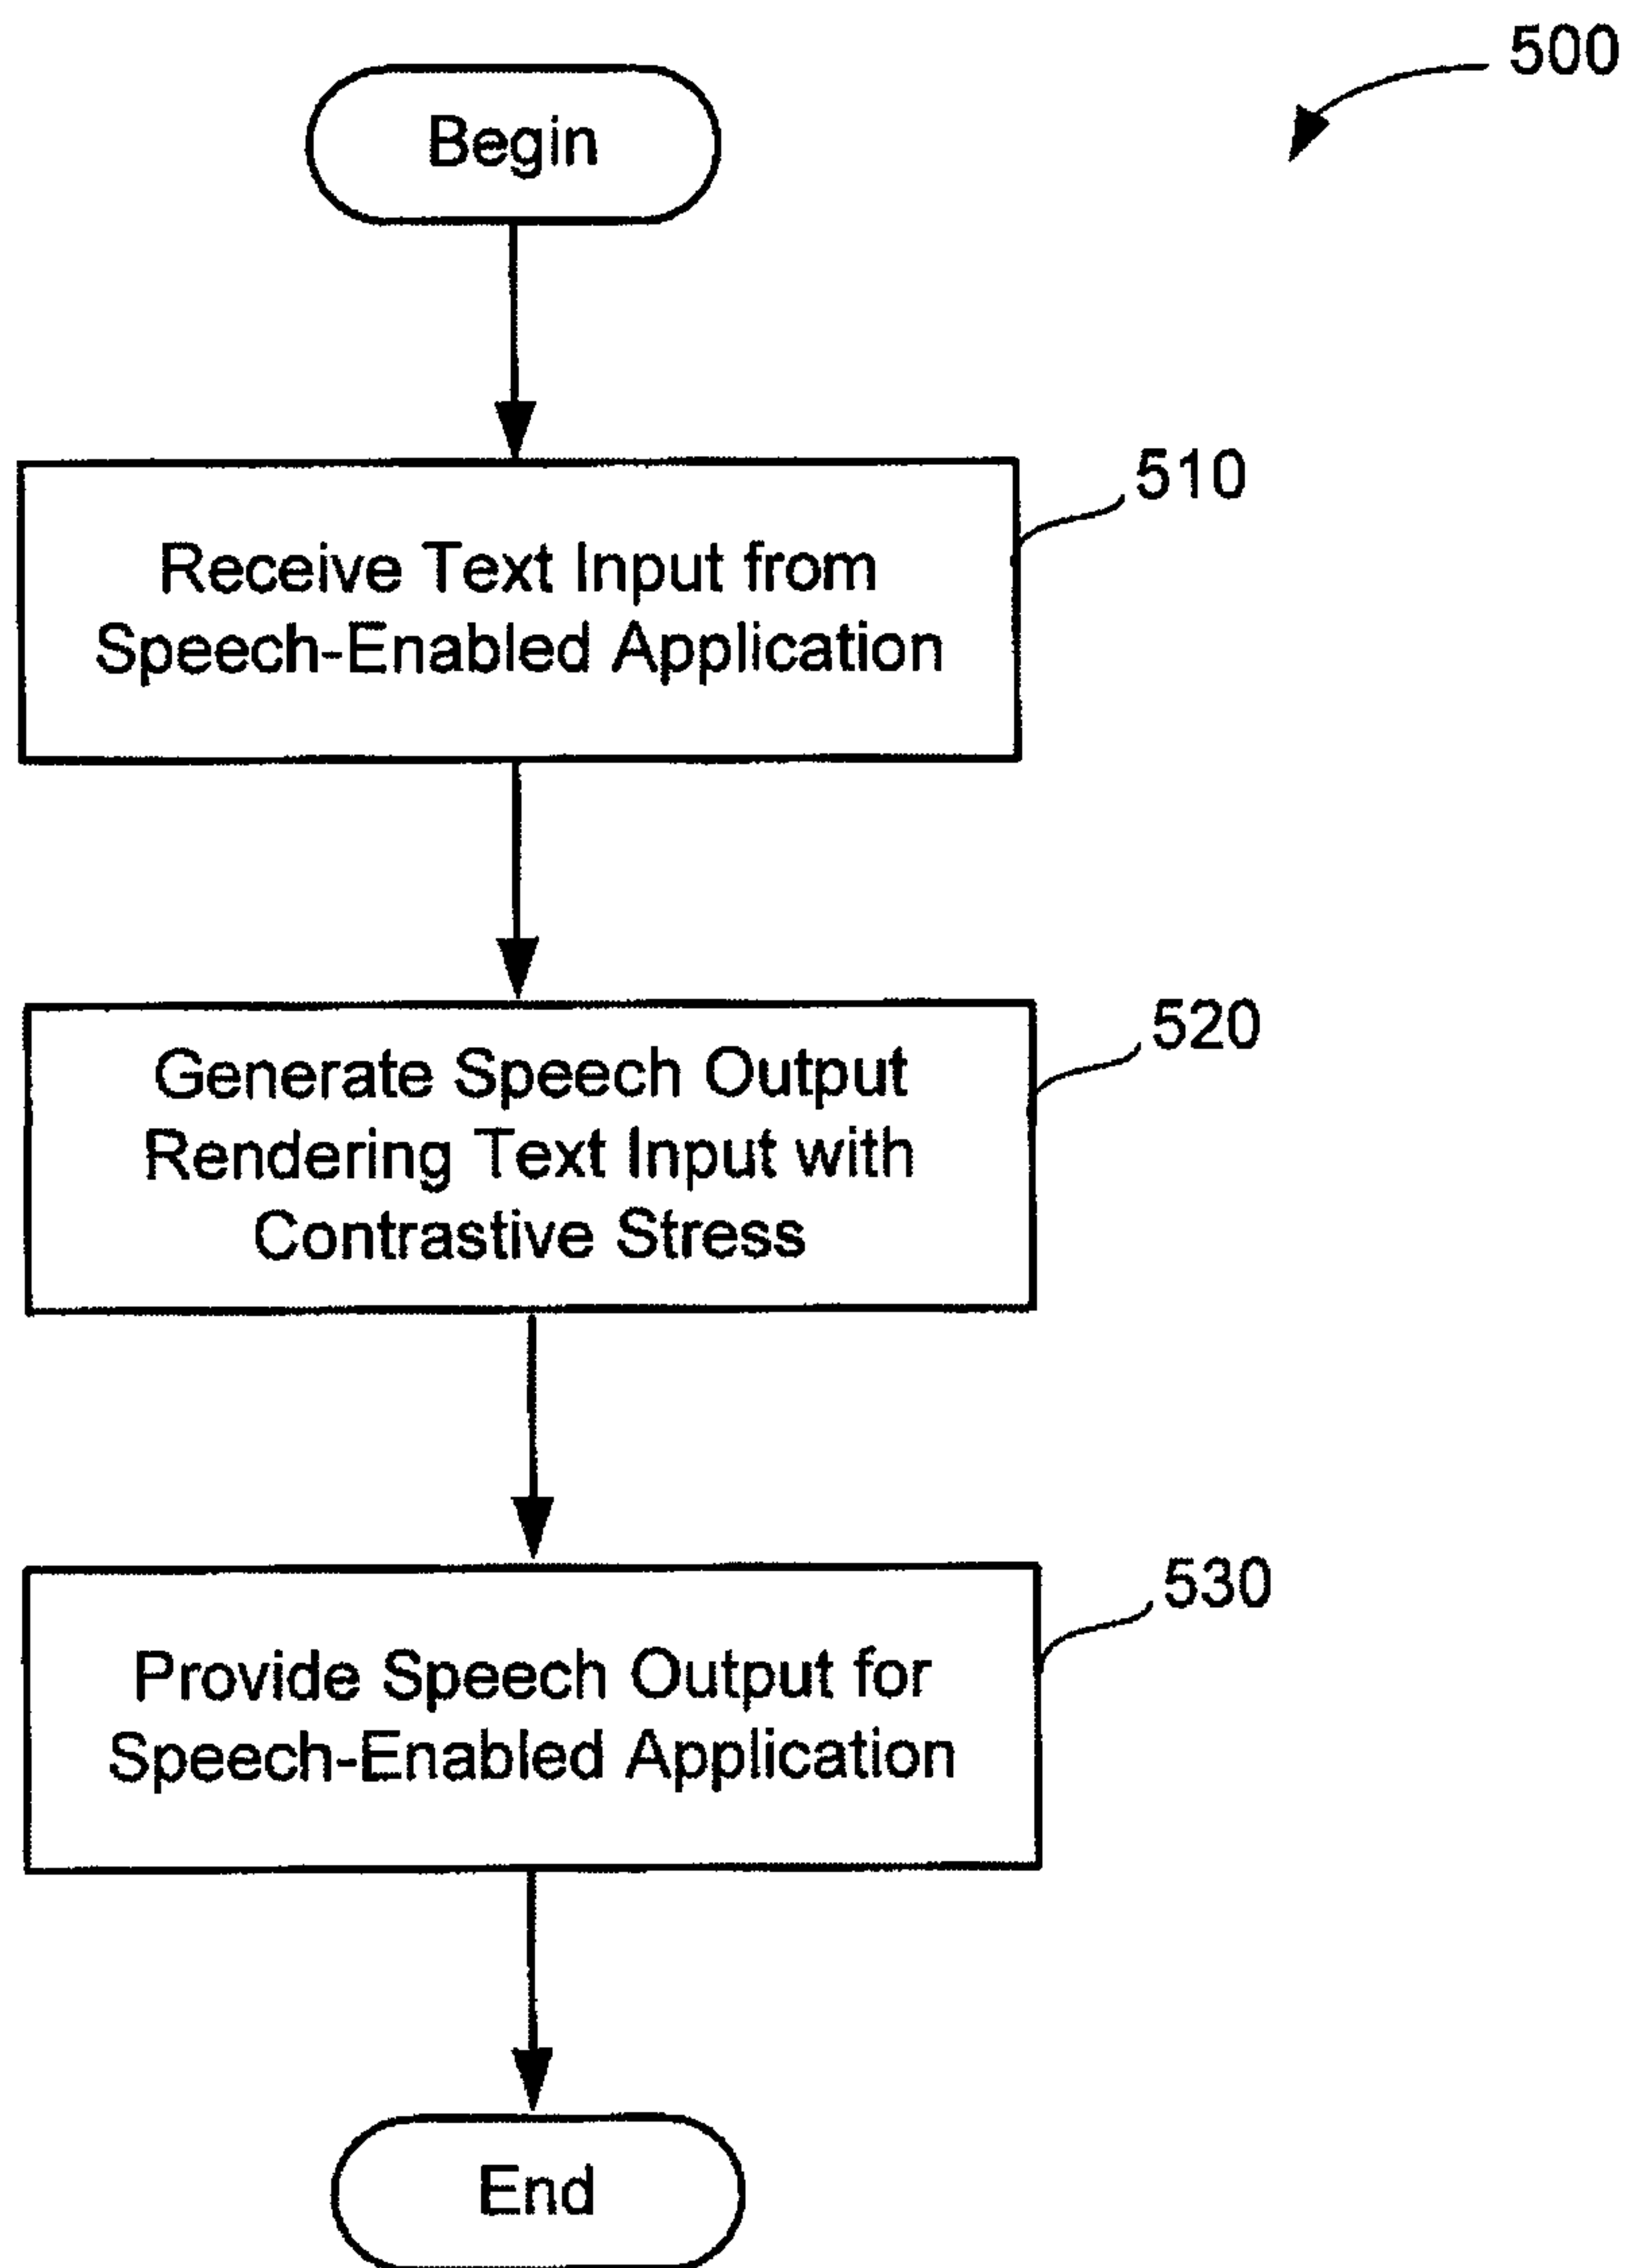 500
Begin
510
Receive Text Input from
Speech-Enabled Application
520
Generate Speech Output
Rendering Text Input with
Contrastive Stress
530
Provide Speech Output for
Speech-Enabled Application
End